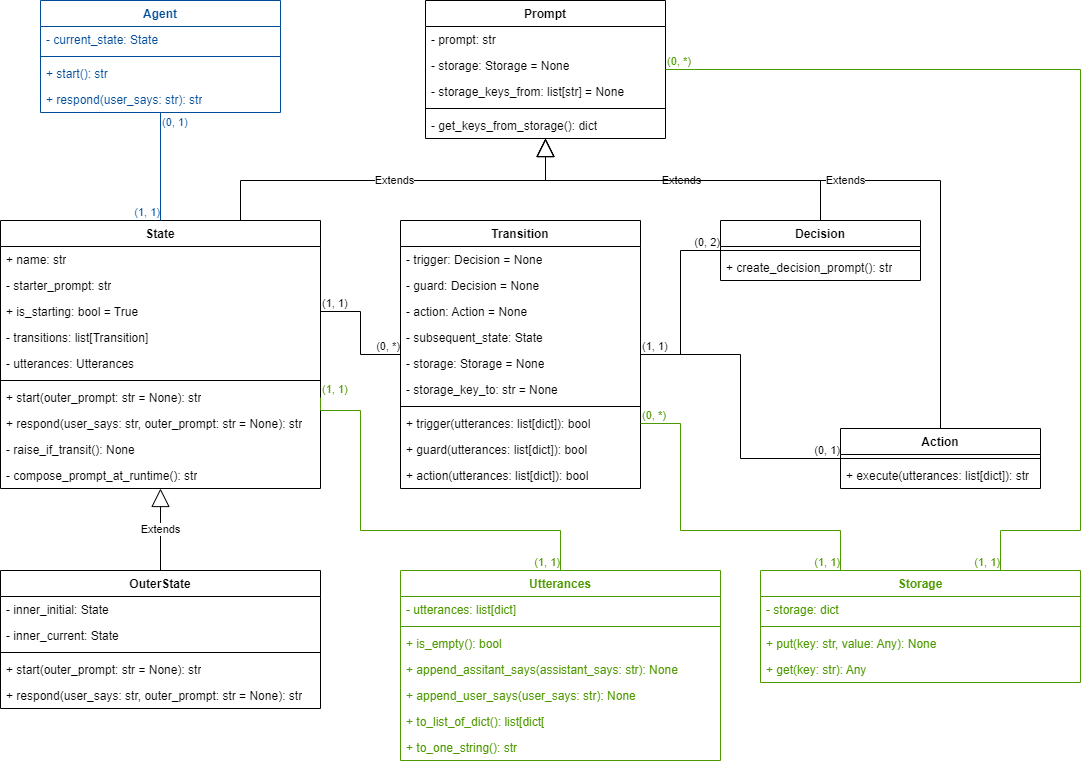 Agent
- current_state: State
+ start(): str
+ respond(user_says: str): str
(0, 1)
(1, 1)
Prompt
- prompt: str
- storage: Storage = None
- storage_keys_from: list[str] = None
- get_keys_from_storage(): dict
(0, *)
Extends
Extends
Extends
State
+ name: str
- starter_prompt: str
+ is_starting: bool = True
- transitions: list[Transition]
- utterances: Utterances
+ start(outer_prompt: str = None): str
+ respond(user_says: str, outer_prompt: str = None): str
- raise_if_transit(): None
- compose_prompt_at_runtime(): str
(1, 1)
(0, *)
(1, 1)
Transition
- trigger: Decision = None
- guard: Decision = None
- action: Action = None
- subsequent_state: State
- storage: Storage = None
- storage_key_to: str = None
+ trigger(utterances: list[dict]): bool
+ guard(utterances: list[dict]): bool
+ action(utterances: list[dict]): bool
(1, 1)
(0, *)
(0, 2)
Decision
+ create_decision_prompt(): str
(0, 1)
Action
+ execute(utterances: list[dict]): str
Extends
OuterState
- inner_initial: State
- inner_current: State
+ start(outer_prompt: str = None): str
+ respond(user_says: str, outer_prompt: str = None): str
(1, 1)
Utterances
- utterances: list[dict]
+ is_empty(): bool
+ append_assitant_says(assistant_says: str): None
+ append_user_says(user_says: str): None
+ to_list_of_dict(): list[dict[
+ to_one_string(): str
(1, 1)
(1, 1)
Storage
- storage: dict
+ put(key: str, value: Any): None
+ get(key: str): Any